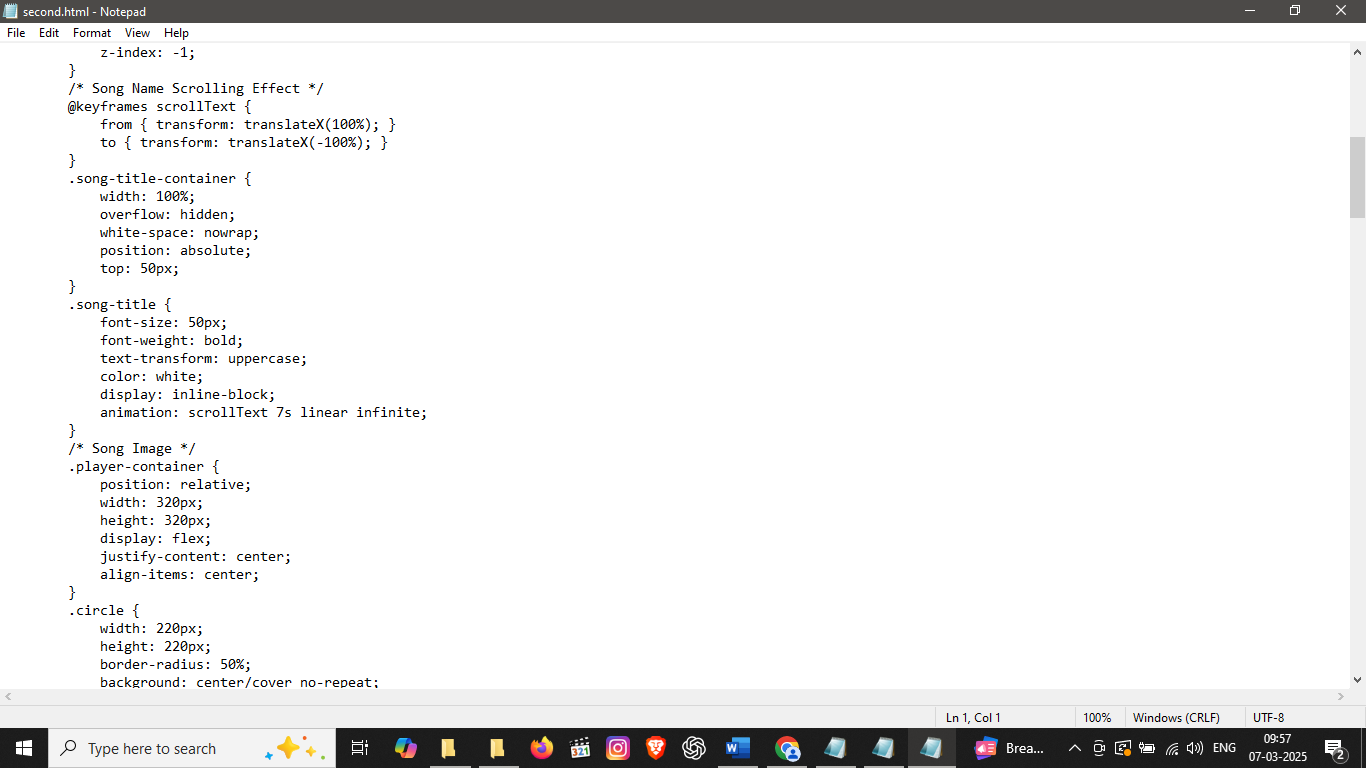 second.html - Notepad
File Edit Format View Help
z-index: -1;
}
/* Song Name Scrolling Effect */
@keyframes scrollText {
from { transform: translateX(100%); }
to { transform: translateX(-100%); }
}
.song-title-container {
width: 100%;
overflow: hidden;
white-space: nowrap;
position: absolute;
top: 50px;
}
.song-title {
font-size: 50px;
font-weight: bold;
text-transform: uppercase;
color: white;
display: inline-block;
animation: scrollText 7s linear infinite;
}
/* Song Image */
.player-container {
position: relative;
width: 320px;
height: 320px;
display: flex;
justify-content: center;
align-items: center;
}
.circle {
width: 220px;
height: 220px;
border-radius: 50%;
background: center/cover no-repeat;
Ln 1, Col 1 100% Windows (CRLF) UTF-8
Type here to search 321 W Brea... ENG 09:57
07-03-2025 2